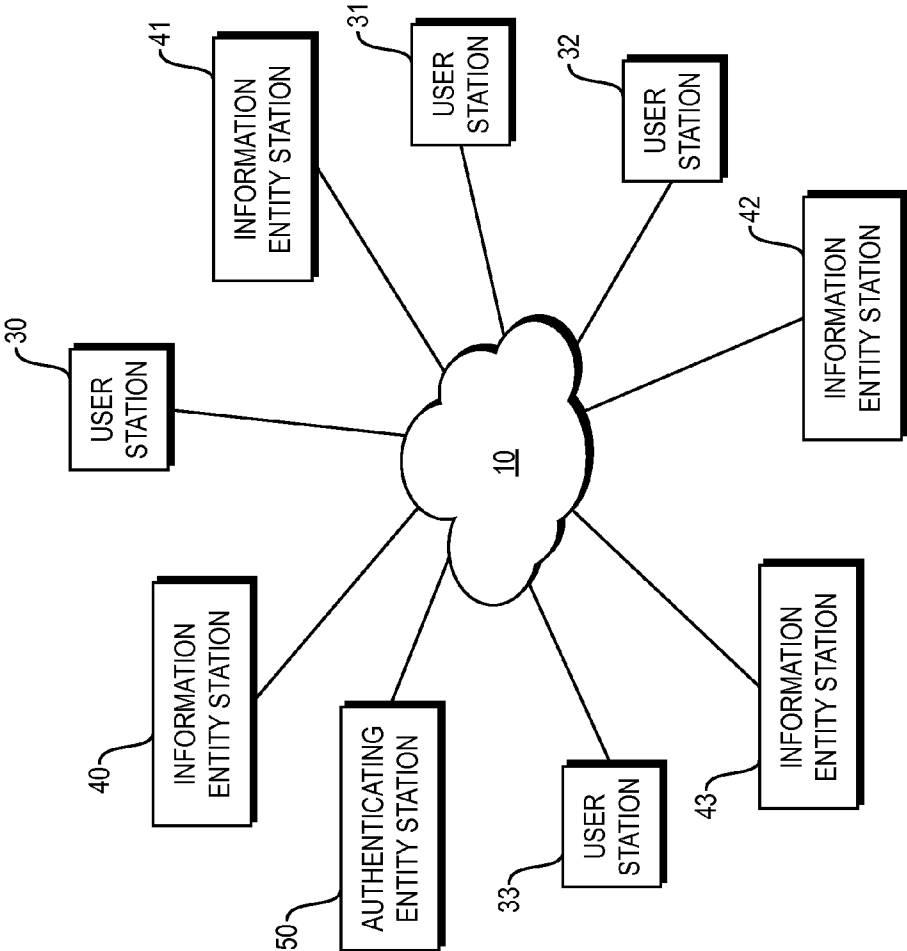 30
USER
STATION
40
INFORMATION
ENTITY STATION
41
INFORMATION
ENTITY STATION
50
AUTHENTICATING
ENTITY STATION
31
USER
STATION
10
33
USER
STATION
32
USER
STATION
43
INFORMATION
ENTITY STATION
42
INFORMATION
ENTITY STATION